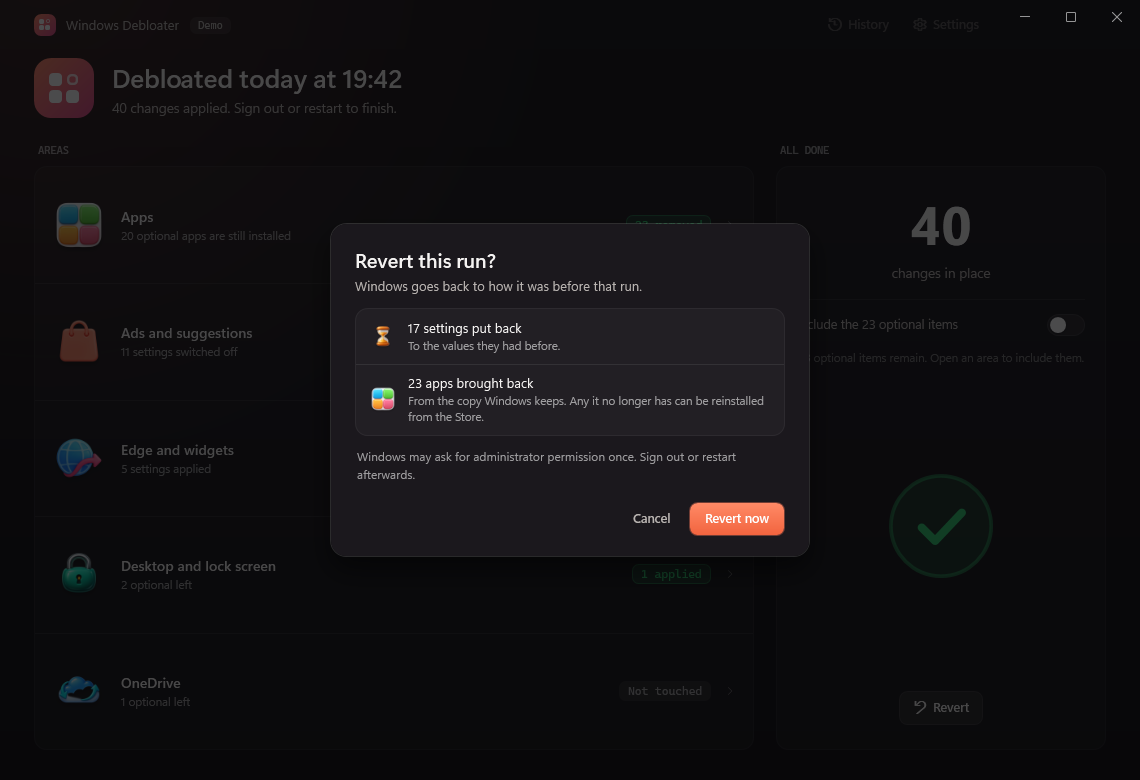 Windows Debloater Demo
History Settings
Debloated today at 19:42
40 changes applied. Sign out or restart to finish.
AREAS
Apps
20 optional apps are still installed
Ads and suggestions
11 settings switched off
Edge and widgets
5 settings applied
Desktop and lock screen
2 optional left
1 applied
OneDrive
1 optional left
Not touched
Revert this run?
Windows goes back to how it was before that run.
17 settings put back
To the values they had before.
23 apps brought back
From the copy Windows keeps. Any it no longer has can be reinstalled
from the Store.
Windows may ask for administrator permission once. Sign out or restart
afterwards.
Cancel
Revert now
ALL DONE
40
changes in place
the 23 optional items
optional items remain. Open an area to include them.
Revert